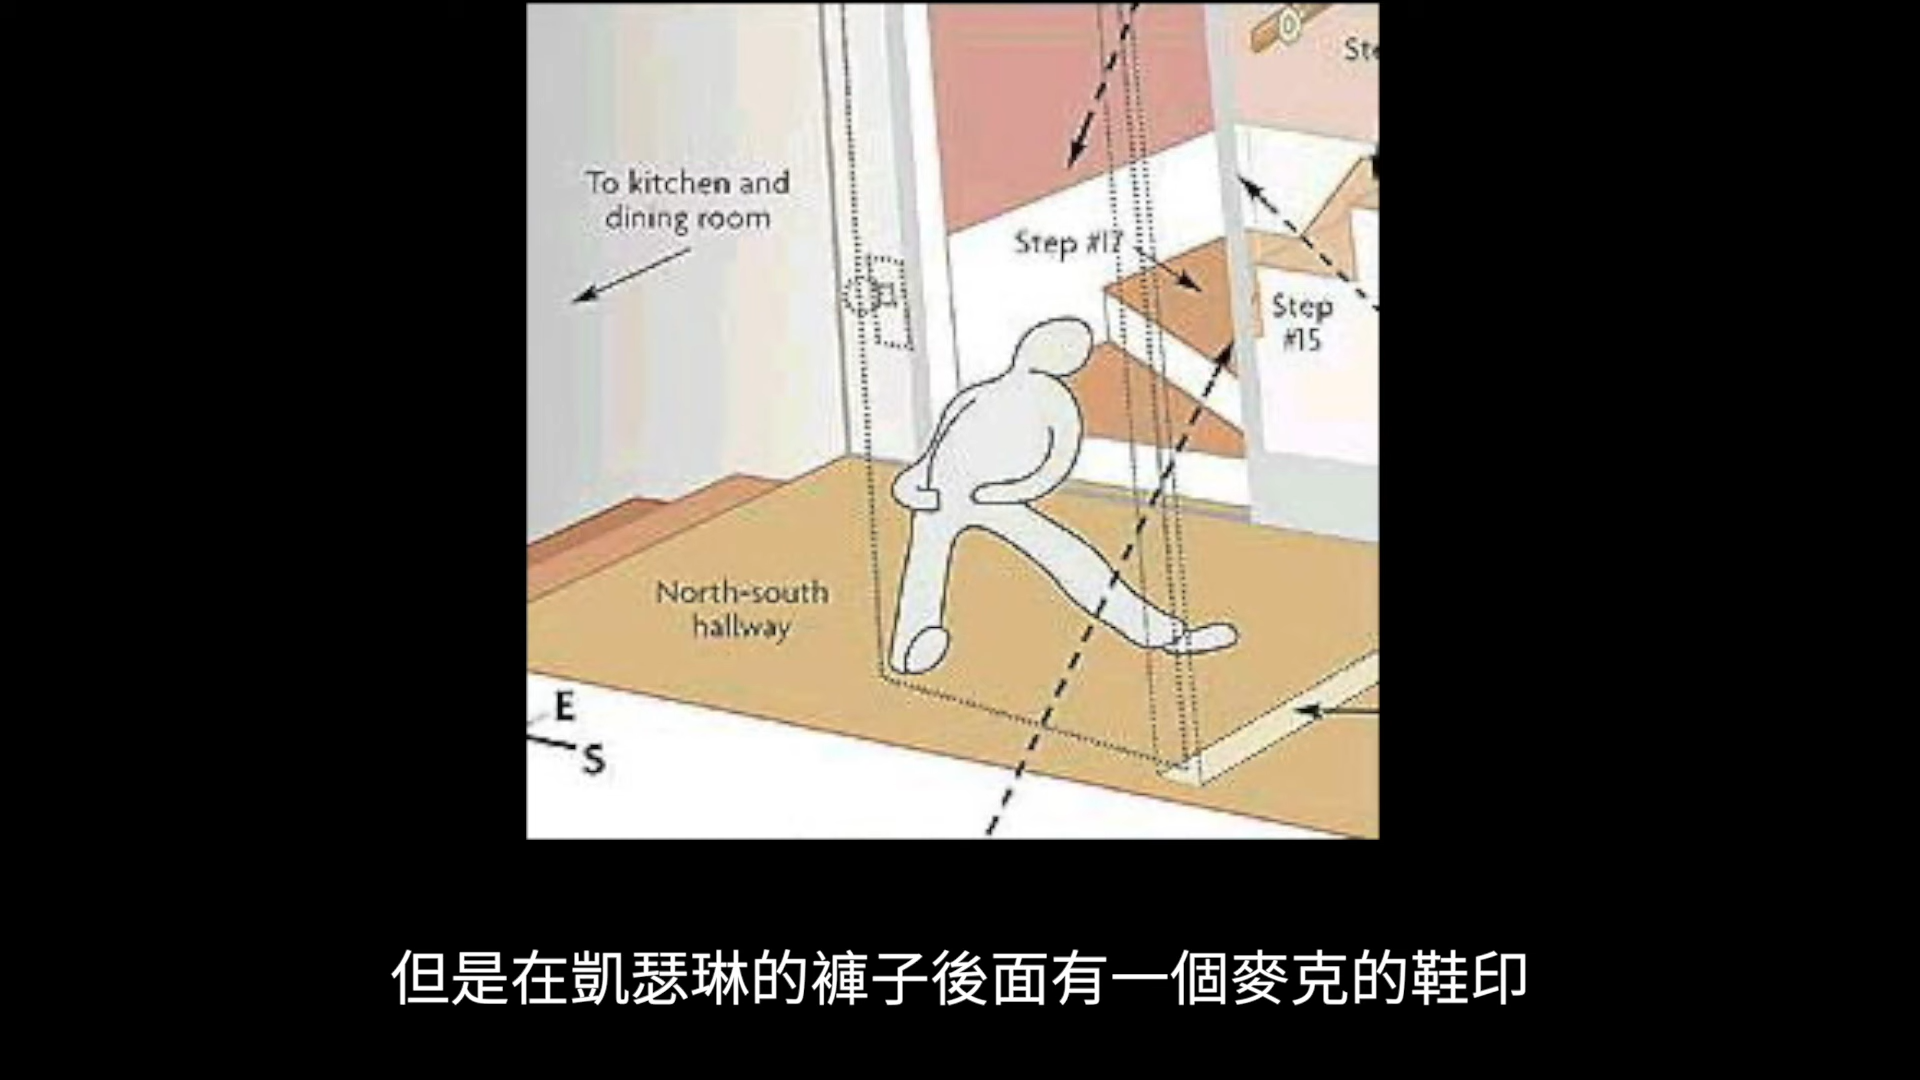 Ste
To kitchen and
dining room
Step #17
Step
#15
North-south
hallway
E
S
但是在凱瑟琳的褲子後面有一個麥克的鞋印